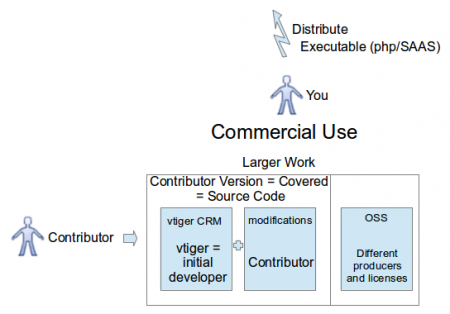 Distribute
Executable (php/SAAS)
You
Commercial Use
Larger Work
Contributor Version = Covered
= Source Code
Contributor
vtiger CRM
vtiger =
initial
developer
modifications
Contributor
OSS
Different
producers
and licenses